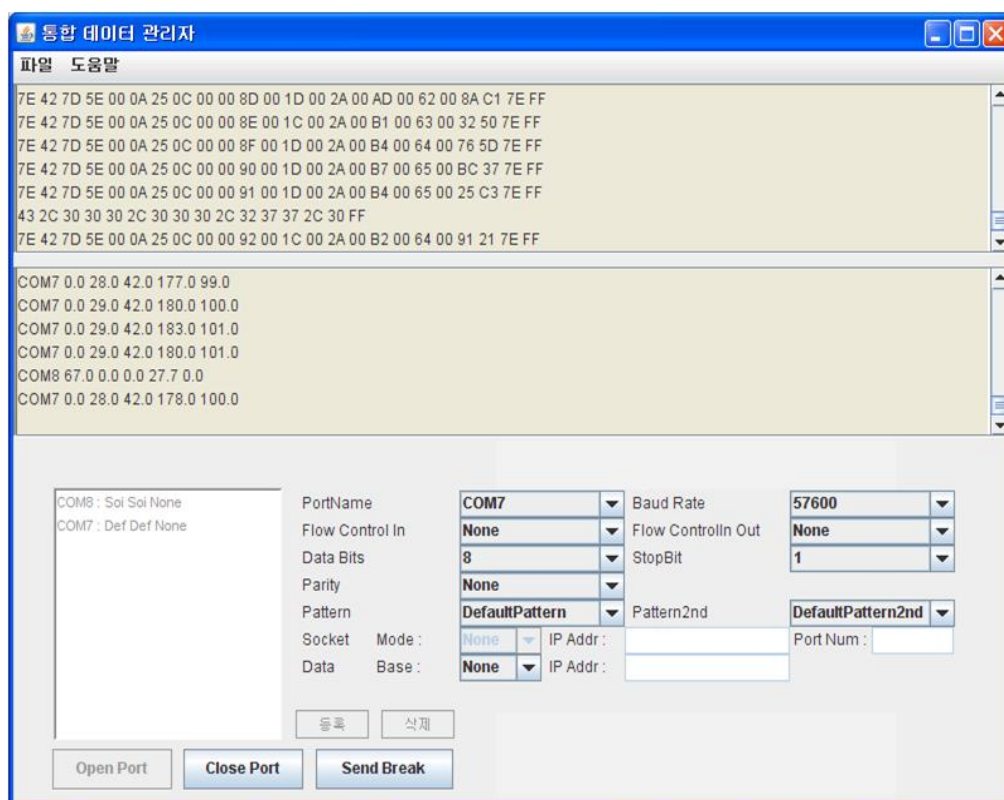 통합 데이터 관리자
파일 도움말
7E 42 7D 5E 00 0A 25 0C 00 00 8D 00 1D 00 2A 00 AD 00 62 00 8A C1 7E FF
7E 42 7D 5E 00 0A 25 0C 00 00 8E 00 1C 00 2A 00 B1 00 63 00 32 50 7E FF
7E 42 7D 5E 00 0A 25 0C 00 00 8F 00 1D 00 2A 00 B4 00 64 00 76 5D 7E FF
7E 42 7D 5E 00 0A 25 0C 00 00 90 00 1D 00 2A 00 B7 00 65 00 BC 37 7E FF
7E 42 7D 5E 00 0A 25 0C 00 00 91 00 1D 00 2A 00 B4 00 65 00 25 C3 7E FF
43 2C 30 30 30 2C 30 30 30 2C 32 37 37 2C 30 FF
7E 42 7D 5E 00 0A 25 0C 00 00 92 00 1C 00 2A 00 B2 00 64 00 91 21 7E FF
COM7 0.0 28.0 42.0 177.0 99.0
COM7 0.0 29.0 42.0 180.0 100.0
COM7 0.0 29.0 42.0 183.0 101.0
COM7 0.0 29.0 42.0 180.0 101.0
COM8 67.0 0.0 0.0 27.7 0.0
COM7 0.0 28.0 42.0 178.0 100.0
COM8 : Soi Soi None
COM7 : Def Def None
PortName COM7 Baud Rate 57600
Flow Control In None Flow ControlIn Out None
Data Bits 8 StopBit 1
Parity None
Pattern DefaultPattern Pattern2nd DefaultPattern2nd
Socket Mode : None IP Addr : Port Num :
Data Base : None IP Addr :
등록 삭제
Open Port Close Port Send Break